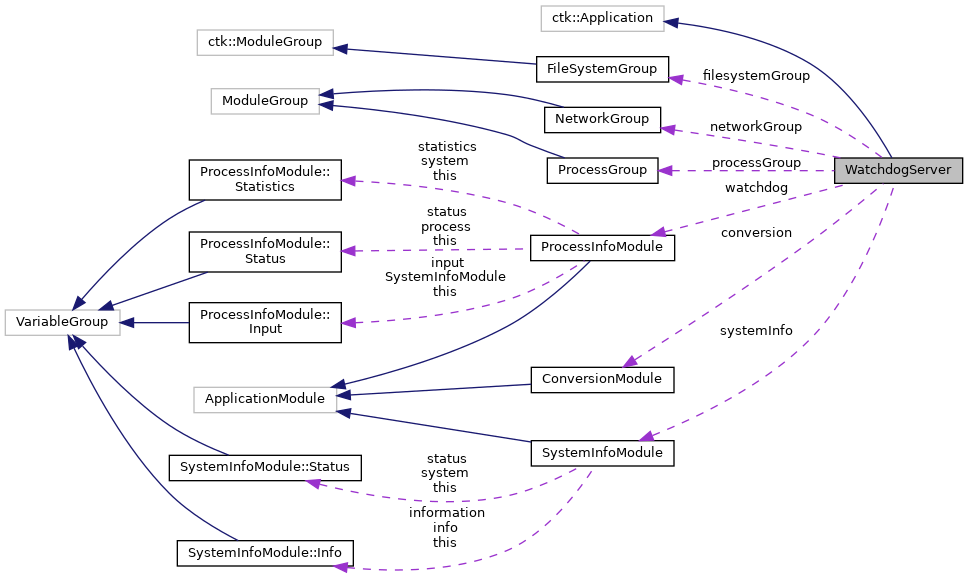 ctk::Application
ctk::ModuleGroup
FileSystemGroup
filesystemGroup
ModuleGroup
NetworkGroup
networkGroup
statistics
system
this
ProcessGroup
processGroup
WatchdogServer
ProcessInfoModule::
Statistics
watchdog
status
process
this
ProcessInfoModule::
Status
ProcessInfoModule
conversion
input
SystemInfoModule
this
VariableGroup
ProcessInfoModule::
Input
systemInfo
ApplicationModule
ConversionModule
SystemInfoModule
status
system
this
SystemInfoModule::Status
information
info
this
SystemInfoModule::Info